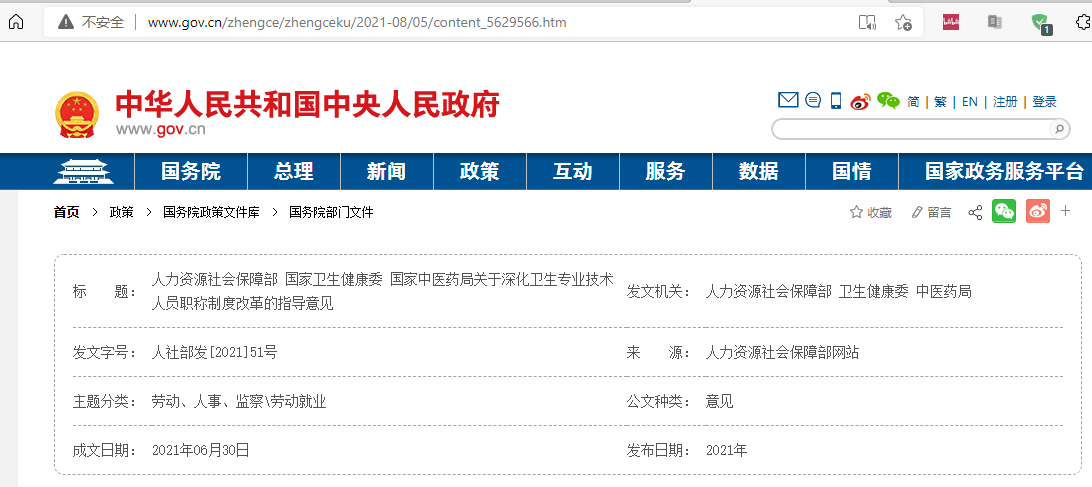 不安全 www.gov.cn/zhengce/zhengceku/2021-08/05/content_5629566.htm
1
中华人民共和国中央人民政府
www.gov.cn
简 | 繁 | EN | 注册 | 登录
国务院 总理 新闻 政策 互动 服务 数据 国情 国家政务服务平台
首页 > 政策 > 国务院政策文件库 > 国务院部门文件
收藏 留言
标 题： 人力资源社会保障部 国家卫生健康委 国家中医药局关于深化卫生专业技术
人员职称制度改革的指导意见
发文机关： 人力资源社会保障部 卫生健康委 中医药局
发文字号： 人社部发[2021]51号
来 源： 人力资源社会保障部网站
主题分类： 劳动、人事、监察\劳动就业
公文种类： 意见
成文日期： 2021年06月30日
发布日期： 2021年